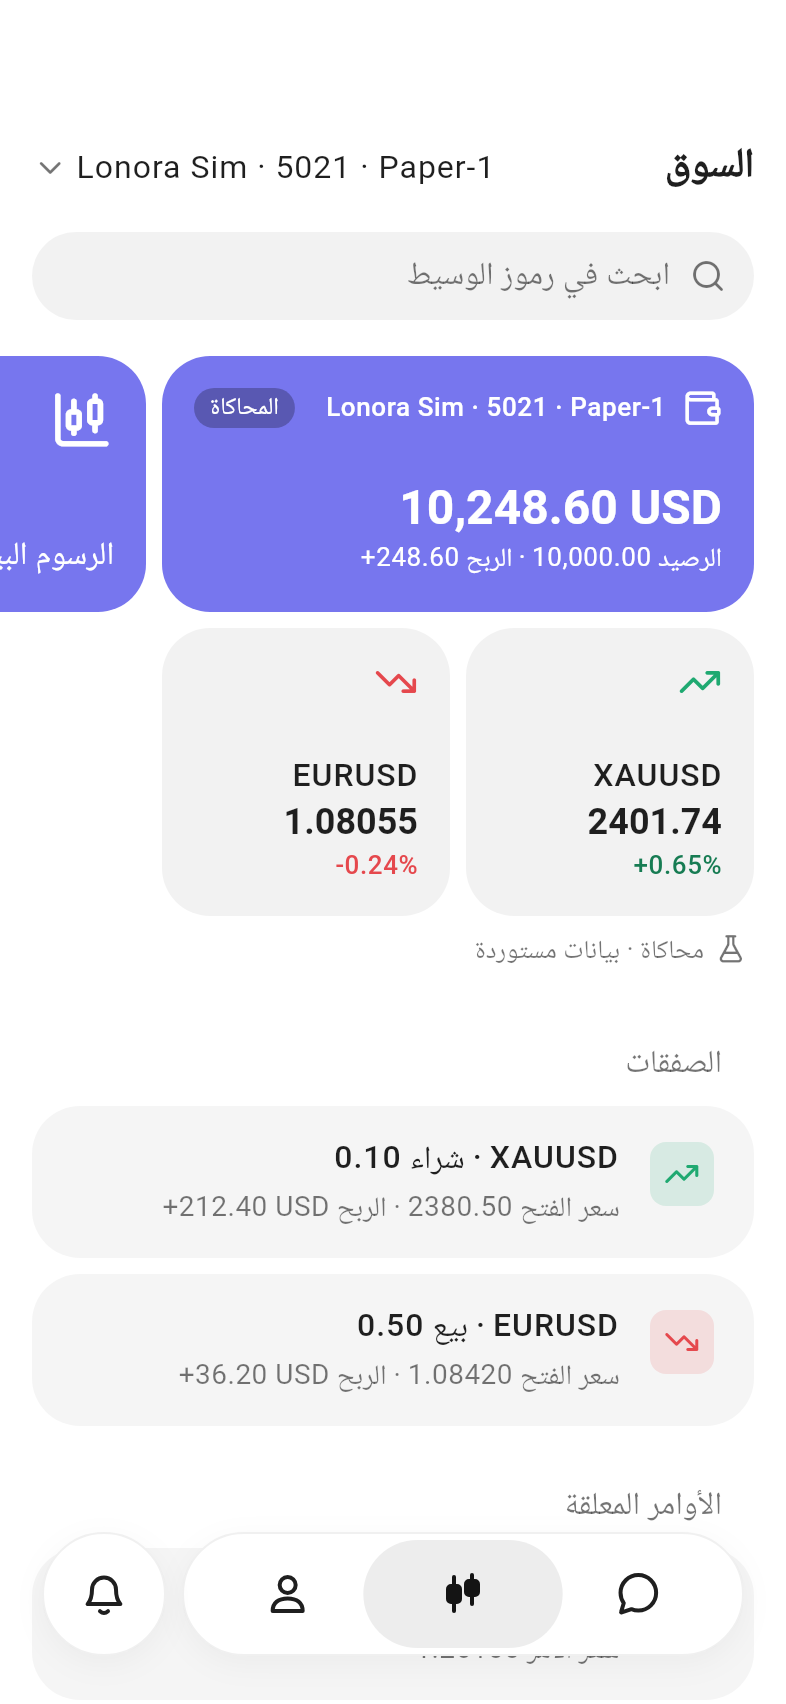 السوق
Lonora Sim · 5021 · Paper-1
ابحث في رموز الوسيط
Lonora Sim · 5021 · Paper-1
المحاكاة
10,248.60 USD
الرصيد 10,000.00 · الربح +248.60
الرسوم
XAUUSD
2401.74
+0.65%
EURUSD
1.08055
-0.24%
محاكاة · بيانات مستوردة
الصفقات
XAUUSD · شراء 0.10
سعر الفتح 2380.50 · الربح +212.40 USD
EURUSD · بيع 0.50
سعر الفتح 1.08420 · الربح +36.20 USD
الأوامر المعلقة